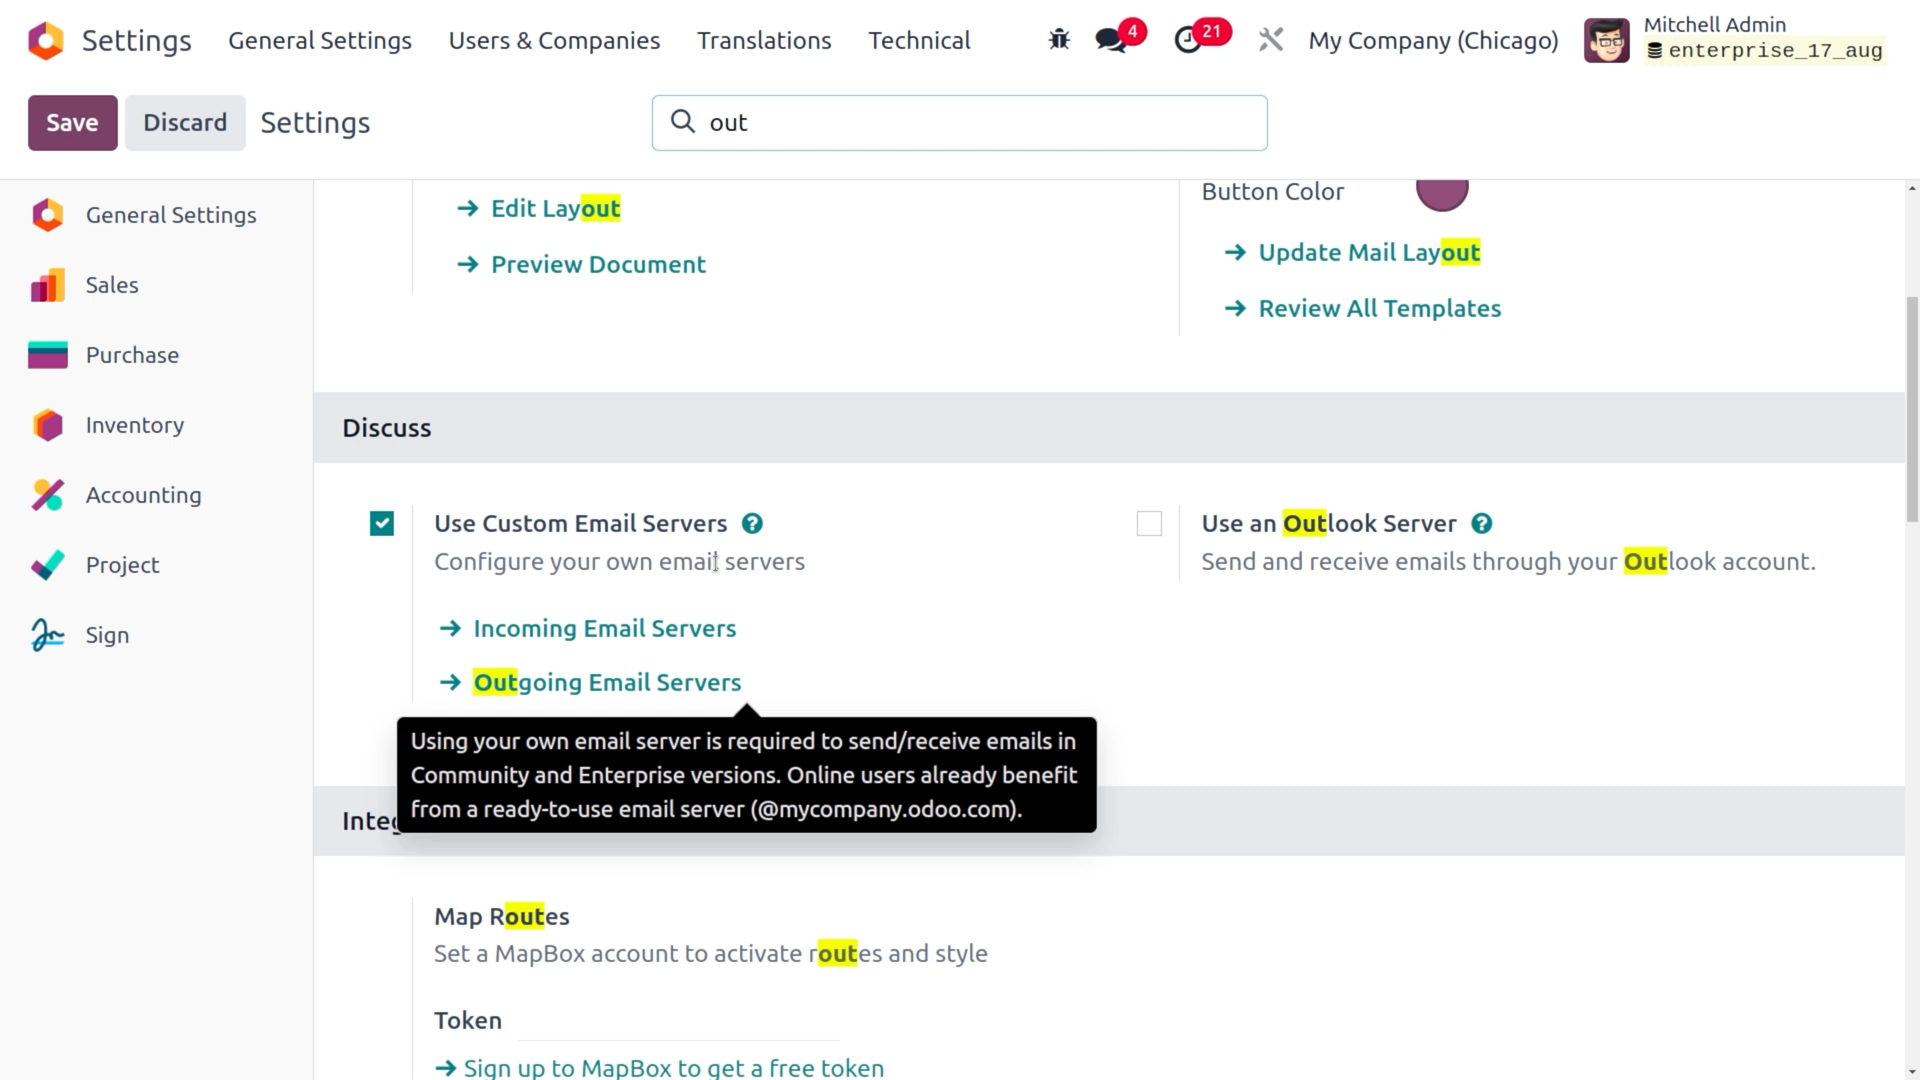 Settings General Settings Users & Companies Translations Technical 4 21 My Company (Chicago) Mitchell Admin
enterprise_17_aug
Save Discard Settings out
General Settings
Sales
Purchase
Inventory
Accounting
Project
Sign
Edit Layout
Preview Document
Button Color
Update Mail Layout
Review All Templates
Discuss
Use Custom Email Servers ?
Configure your own email servers
Incoming Email Servers
Outgoing Email Servers
Use an Outlook Server ?
Send and receive emails through your Outlook account.
Using your own email server is required to send/receive emails in
Community and Enterprise versions. Online users already benefit
from a ready-to-use email server (@mycompany.odoo.com).
Map Routes
Set a MapBox account to activate routes and style
Token
Sign up to MapBox to get a free token